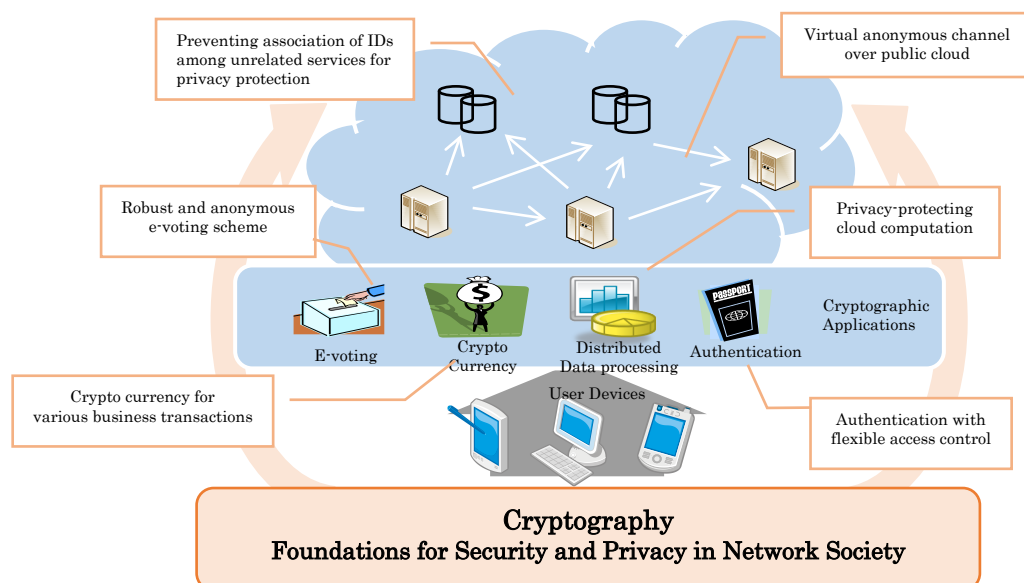 Preventing association of IDs
among unrelated services for
privacy protection
Virtual anonymous channel
over public cloud
Robust and anonymous
e-voting scheme
Privacy-protecting
cloud computation
$
PASSPORT
E-voting
Crypto
Currency
Distributed
Data processing
Authentication
Cryptographic
Applications
User Devices
Crypto currency for
various business transactions
Authentication with
flexible access control
Cryptography
Foundations for Security and Privacy in Network Society